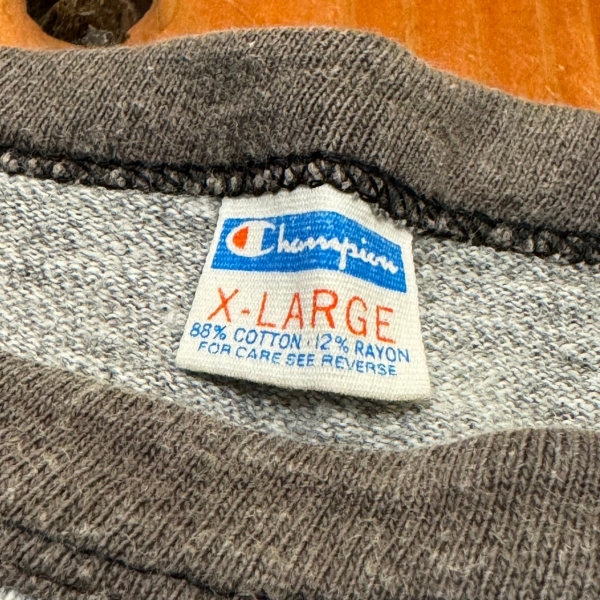 Champion
X-LARGE
88% COTTON · 12% RAYON
FOR CARE SEE REVERSE